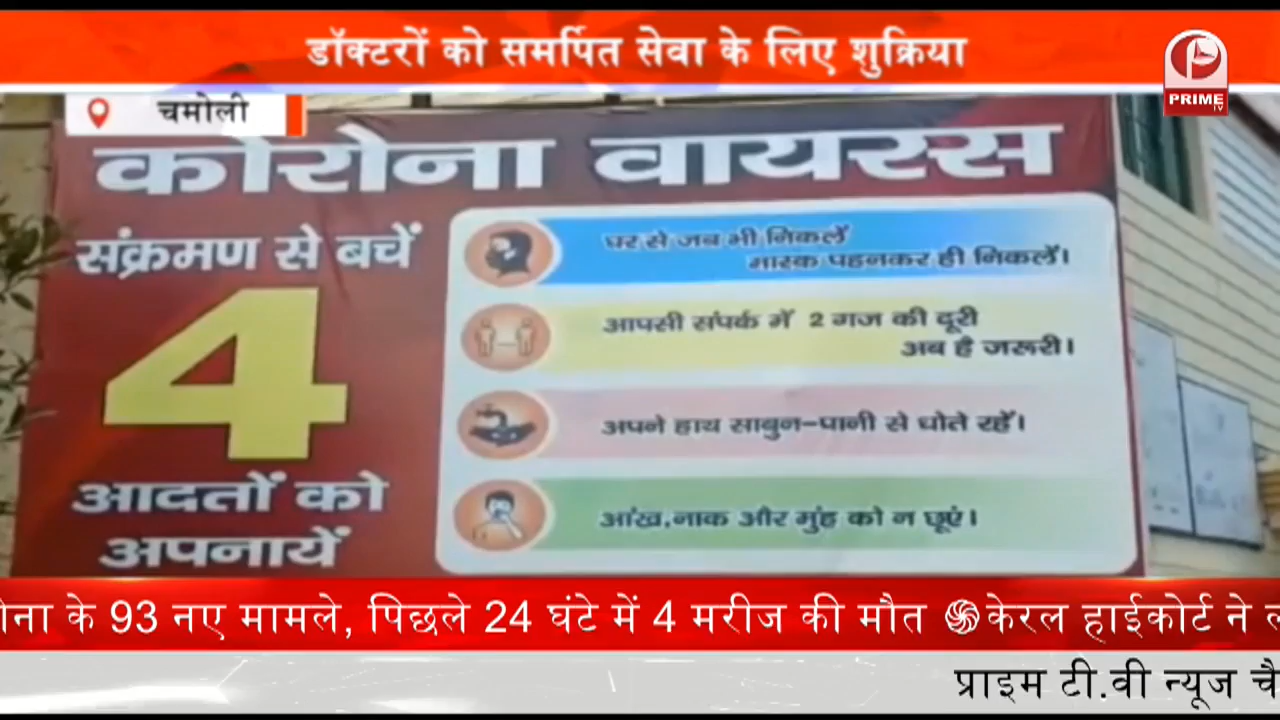 डॉक्टरों को समर्पित सेवा के लिए शुक्रिया
PRIME
TV
चमोली
कोरोना वायरस
संक्रमण से बचें
4
आदतों को
अपनायें
घर से जब भी निकलें
मास्क पहनकर ही निकलें।
आपसी संपर्क में 2 गज की दूरी
अब है जरूरी।
अपने हाथ साबुन-पानी से धोते रहें।
आंख,नाक और मुंह को न छूएं।
के 93 नए मामले, पिछले 24 घंटे में 4 मरीज की मौत केरल हाईकोर्ट ने
प्राइम टी.वी न्यूज